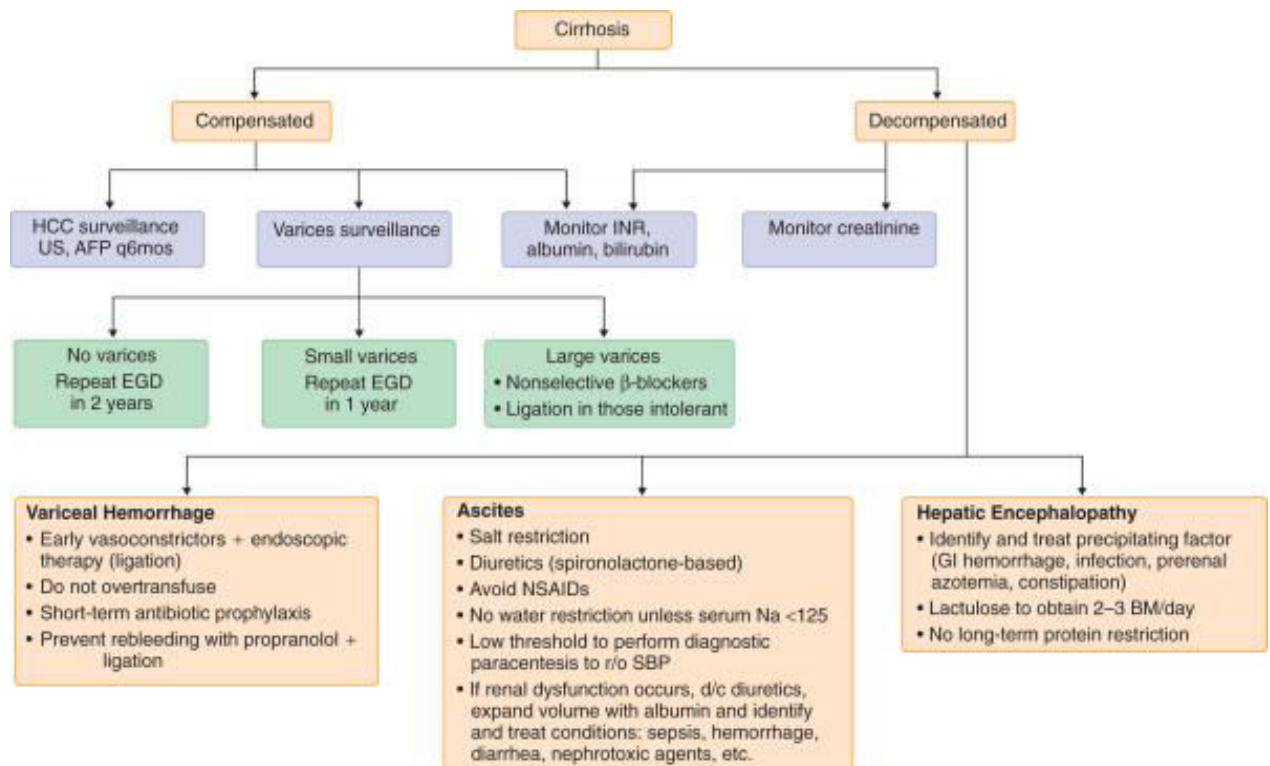 Cirrhosis
Compensated
Decompensated
HCC surveillance
US, AFP q6mos
Varices surveillance
Monitor INR,
albumin, bilirubin
Monitor creatinine
No varices
Repeat EGD
in 2 years
Small varices
Repeat EGD
in 1 year
Large varices
• Nonselective β-blockers
• Ligation in those intolerant
Variceal Hemorrhage
• Early vasoconstrictors + endoscopic
therapy (ligation)
• Do not overtransfuse
• Short-term antibiotic prophylaxis
• Prevent rebleeding with propranolol +
ligation
Ascites
• Salt restriction
• Diuretics (spironolactone-based)
• Avoid NSAIDs
• No water restriction unless serum Na <125
• Low threshold to perform diagnostic
paracentesis to r/o SBP
• If renal dysfunction occurs, d/c diuretics,
expand volume with albumin and identify
and treat conditions: sepsis, hemorrhage,
diarrhea, nephrotoxic agents, etc.
Hepatic Encephalopathy
• Identify and treat precipitating factor
(GI hemorrhage, infection, prerenal
azotemia, constipation)
• Lactulose to obtain 2–3 BM/day
• No long-term protein restriction